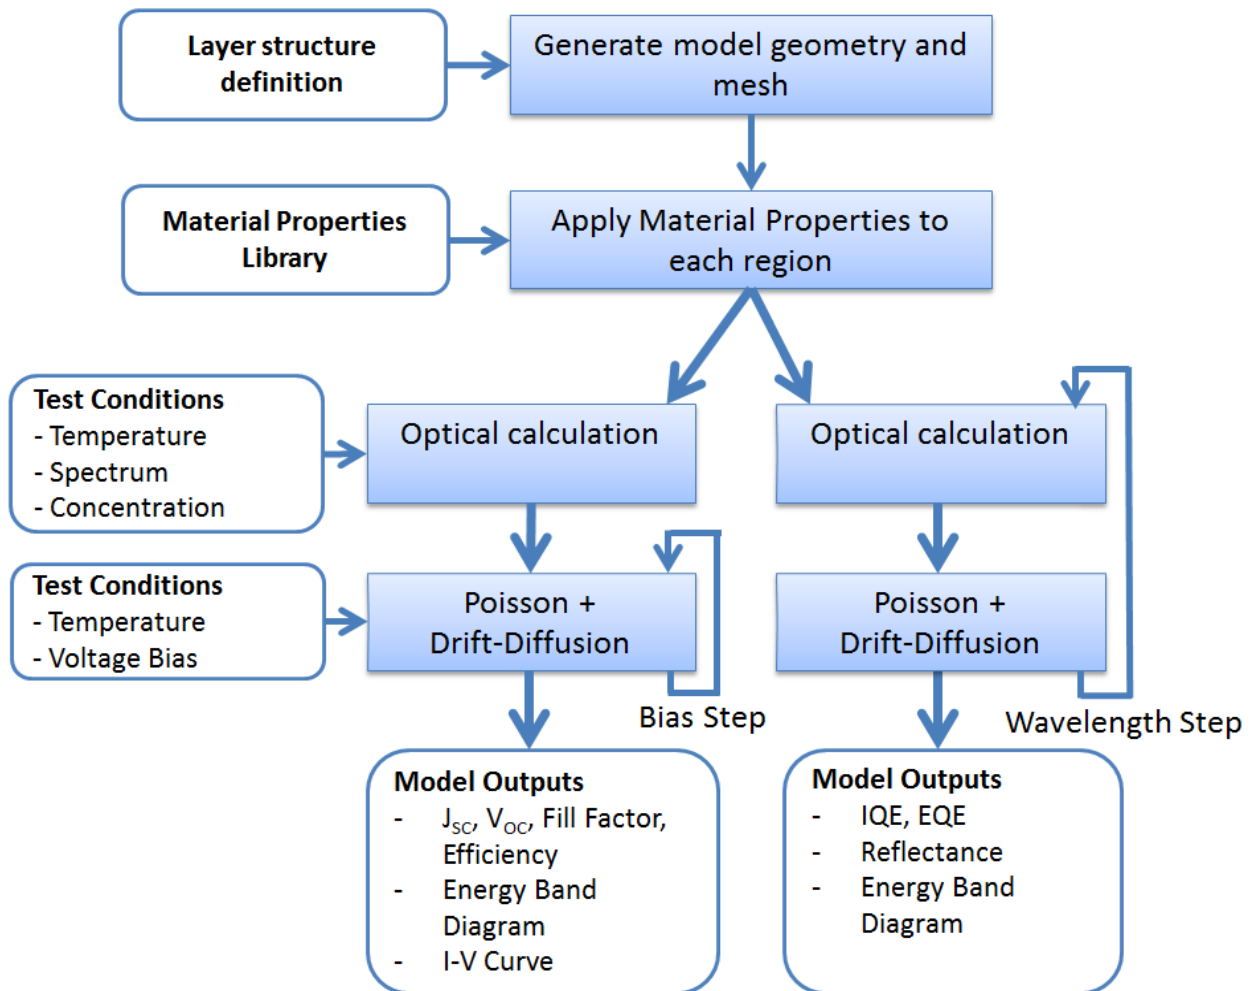 Layer structure
definition
Generate model geometry and
mesh
Material Properties
Library
Apply Material Properties to
each region
Test Conditions
- Temperature
- Spectrum
- Concentration
Optical calculation
Optical calculation
Test Conditions
- Temperature
- Voltage Bias
Poisson +
Drift-Diffusion
Poisson +
Drift-Diffusion
Bias Step
Wavelength Step
Model Outputs
- JSC, VOC, Fill Factor,
Efficiency
- Energy Band
Diagram
- I-V Curve
Model Outputs
- IQE, EQE
- Reflectance
- Energy Band
Diagram